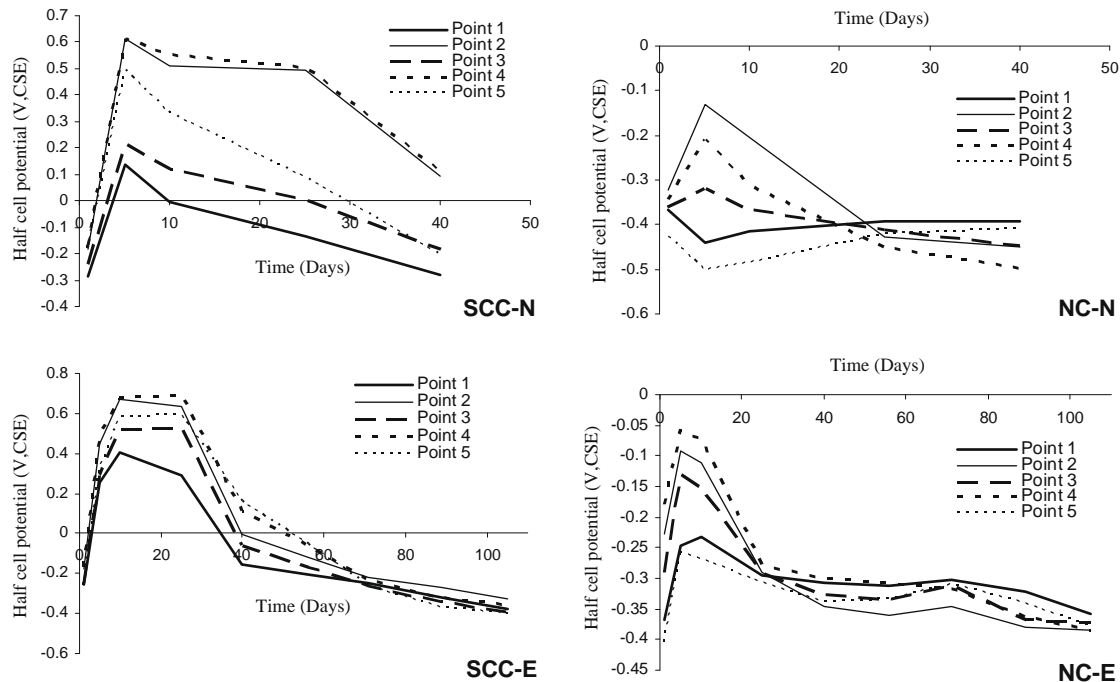 Half cell potential (V,CSE)
0.7
0.6
0.5
0.4
0.3
0.2
0.1
0
-0.1
-0.2
-0.3
-0.4
0 10 20 30 40 50
Time (Days)
Point 1
Point 2
Point 3
Point 4
Point 5
SCC-N
Time (Days)
0 10 20 30 40 50
Half cell potential (V,CSE)
0
-0.1
-0.2
-0.3
-0.4
-0.5
-0.6
Point 1
Point 2
Point 3
Point 4
Point 5
NC-N
Half cell potential (V,CSE)
0.8
0.6
0.4
0.2
0
-0.2
-0.4
-0.6
0 20 40 60 80 100
Time (Days)
Point 1
Point 2
Point 3
Point 4
Point 5
SCC-E
Time (Days)
0 20 40 60 80 100
Half cell potential (V,CSE)
0
-0.05
-0.1
-0.15
-0.2
-0.25
-0.3
-0.35
-0.4
-0.45
Point 1
Point 2
Point 3
Point 4
Point 5
NC-E